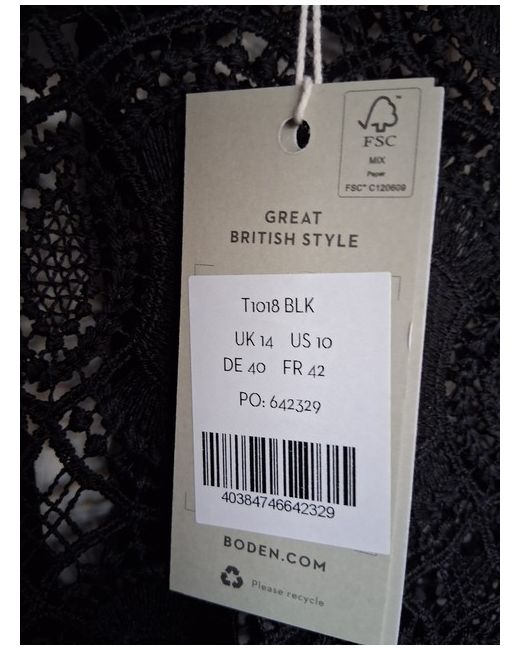 FSC™
MIX
Paper
FSC® C120609
GREAT
BRITISH STYLE
T1018 BLK
UK 14 US 10
DE 40 FR 42
PO: 642329
40384746642329
BODEN.COM
Please recycle